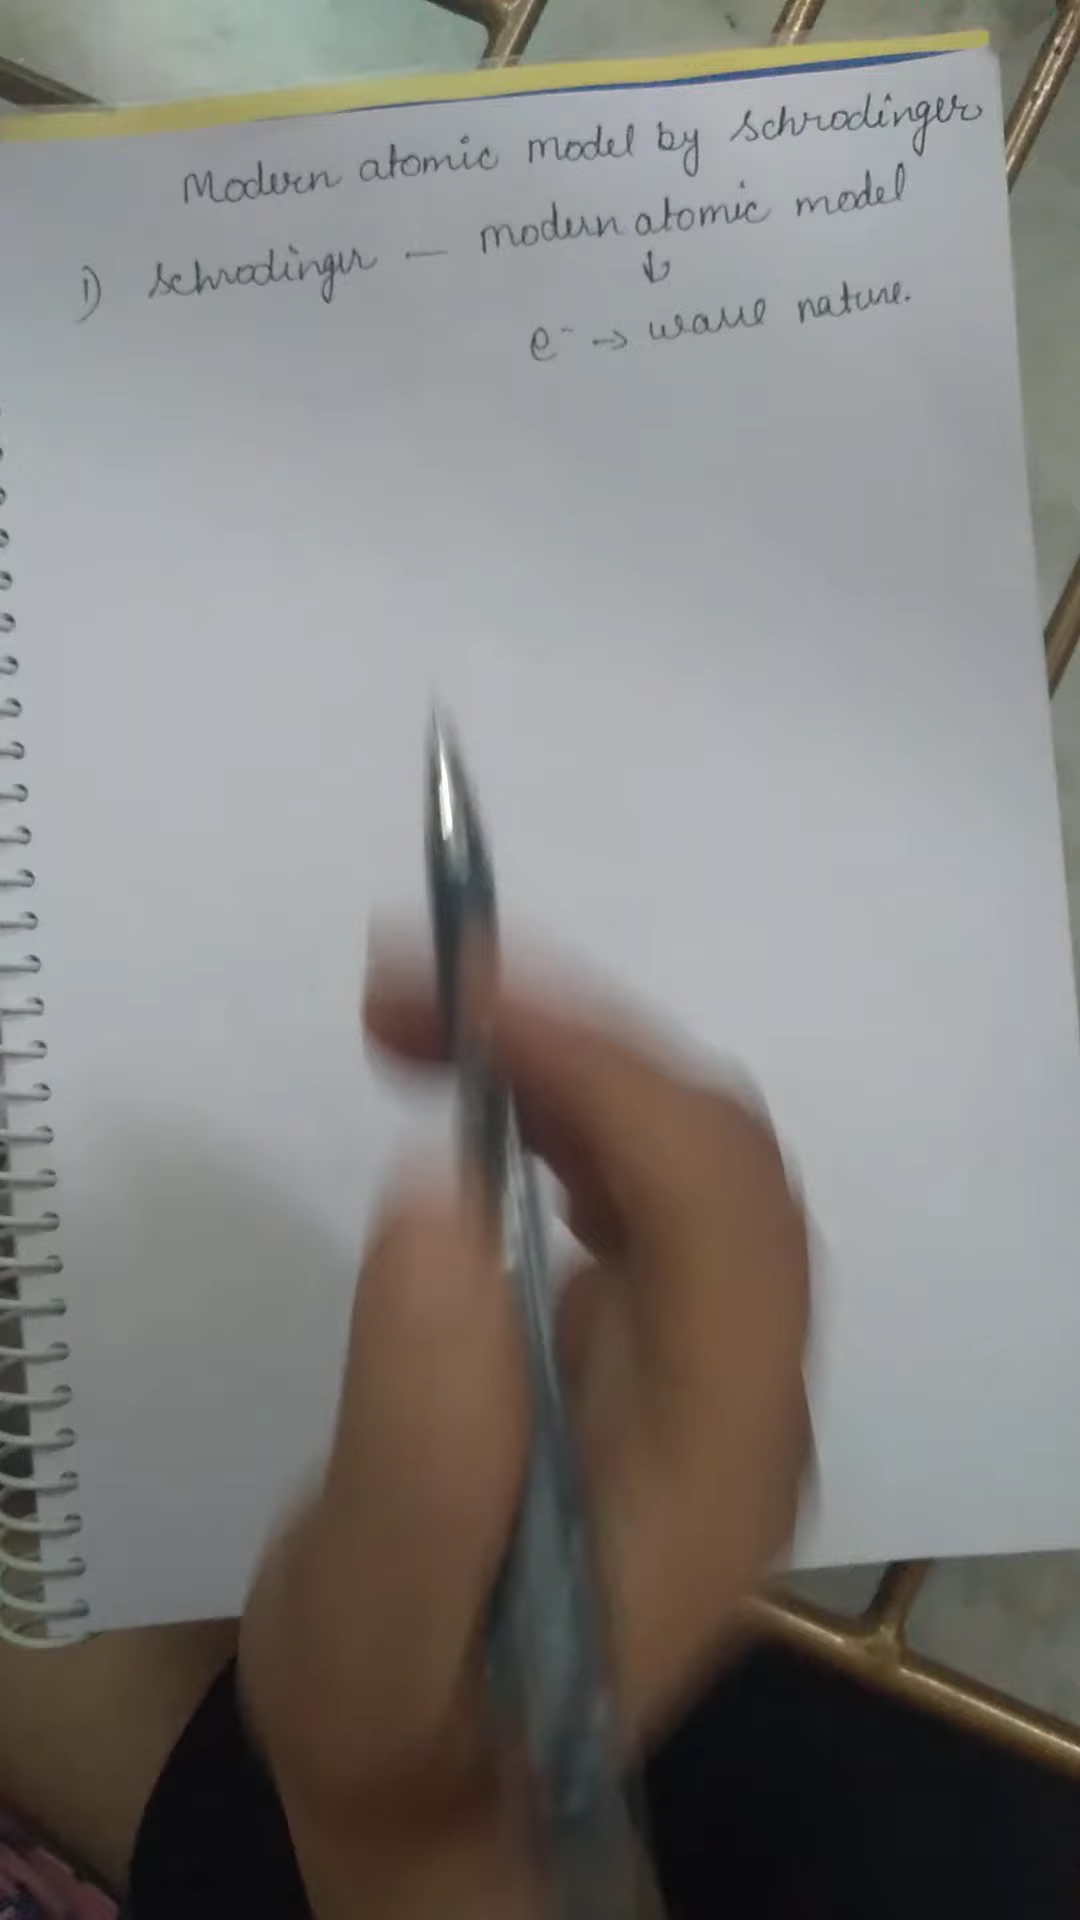 Modern atomic model by schrodinger
1) schrodinger — modern atomic model
↓
e⁻ → wave nature.